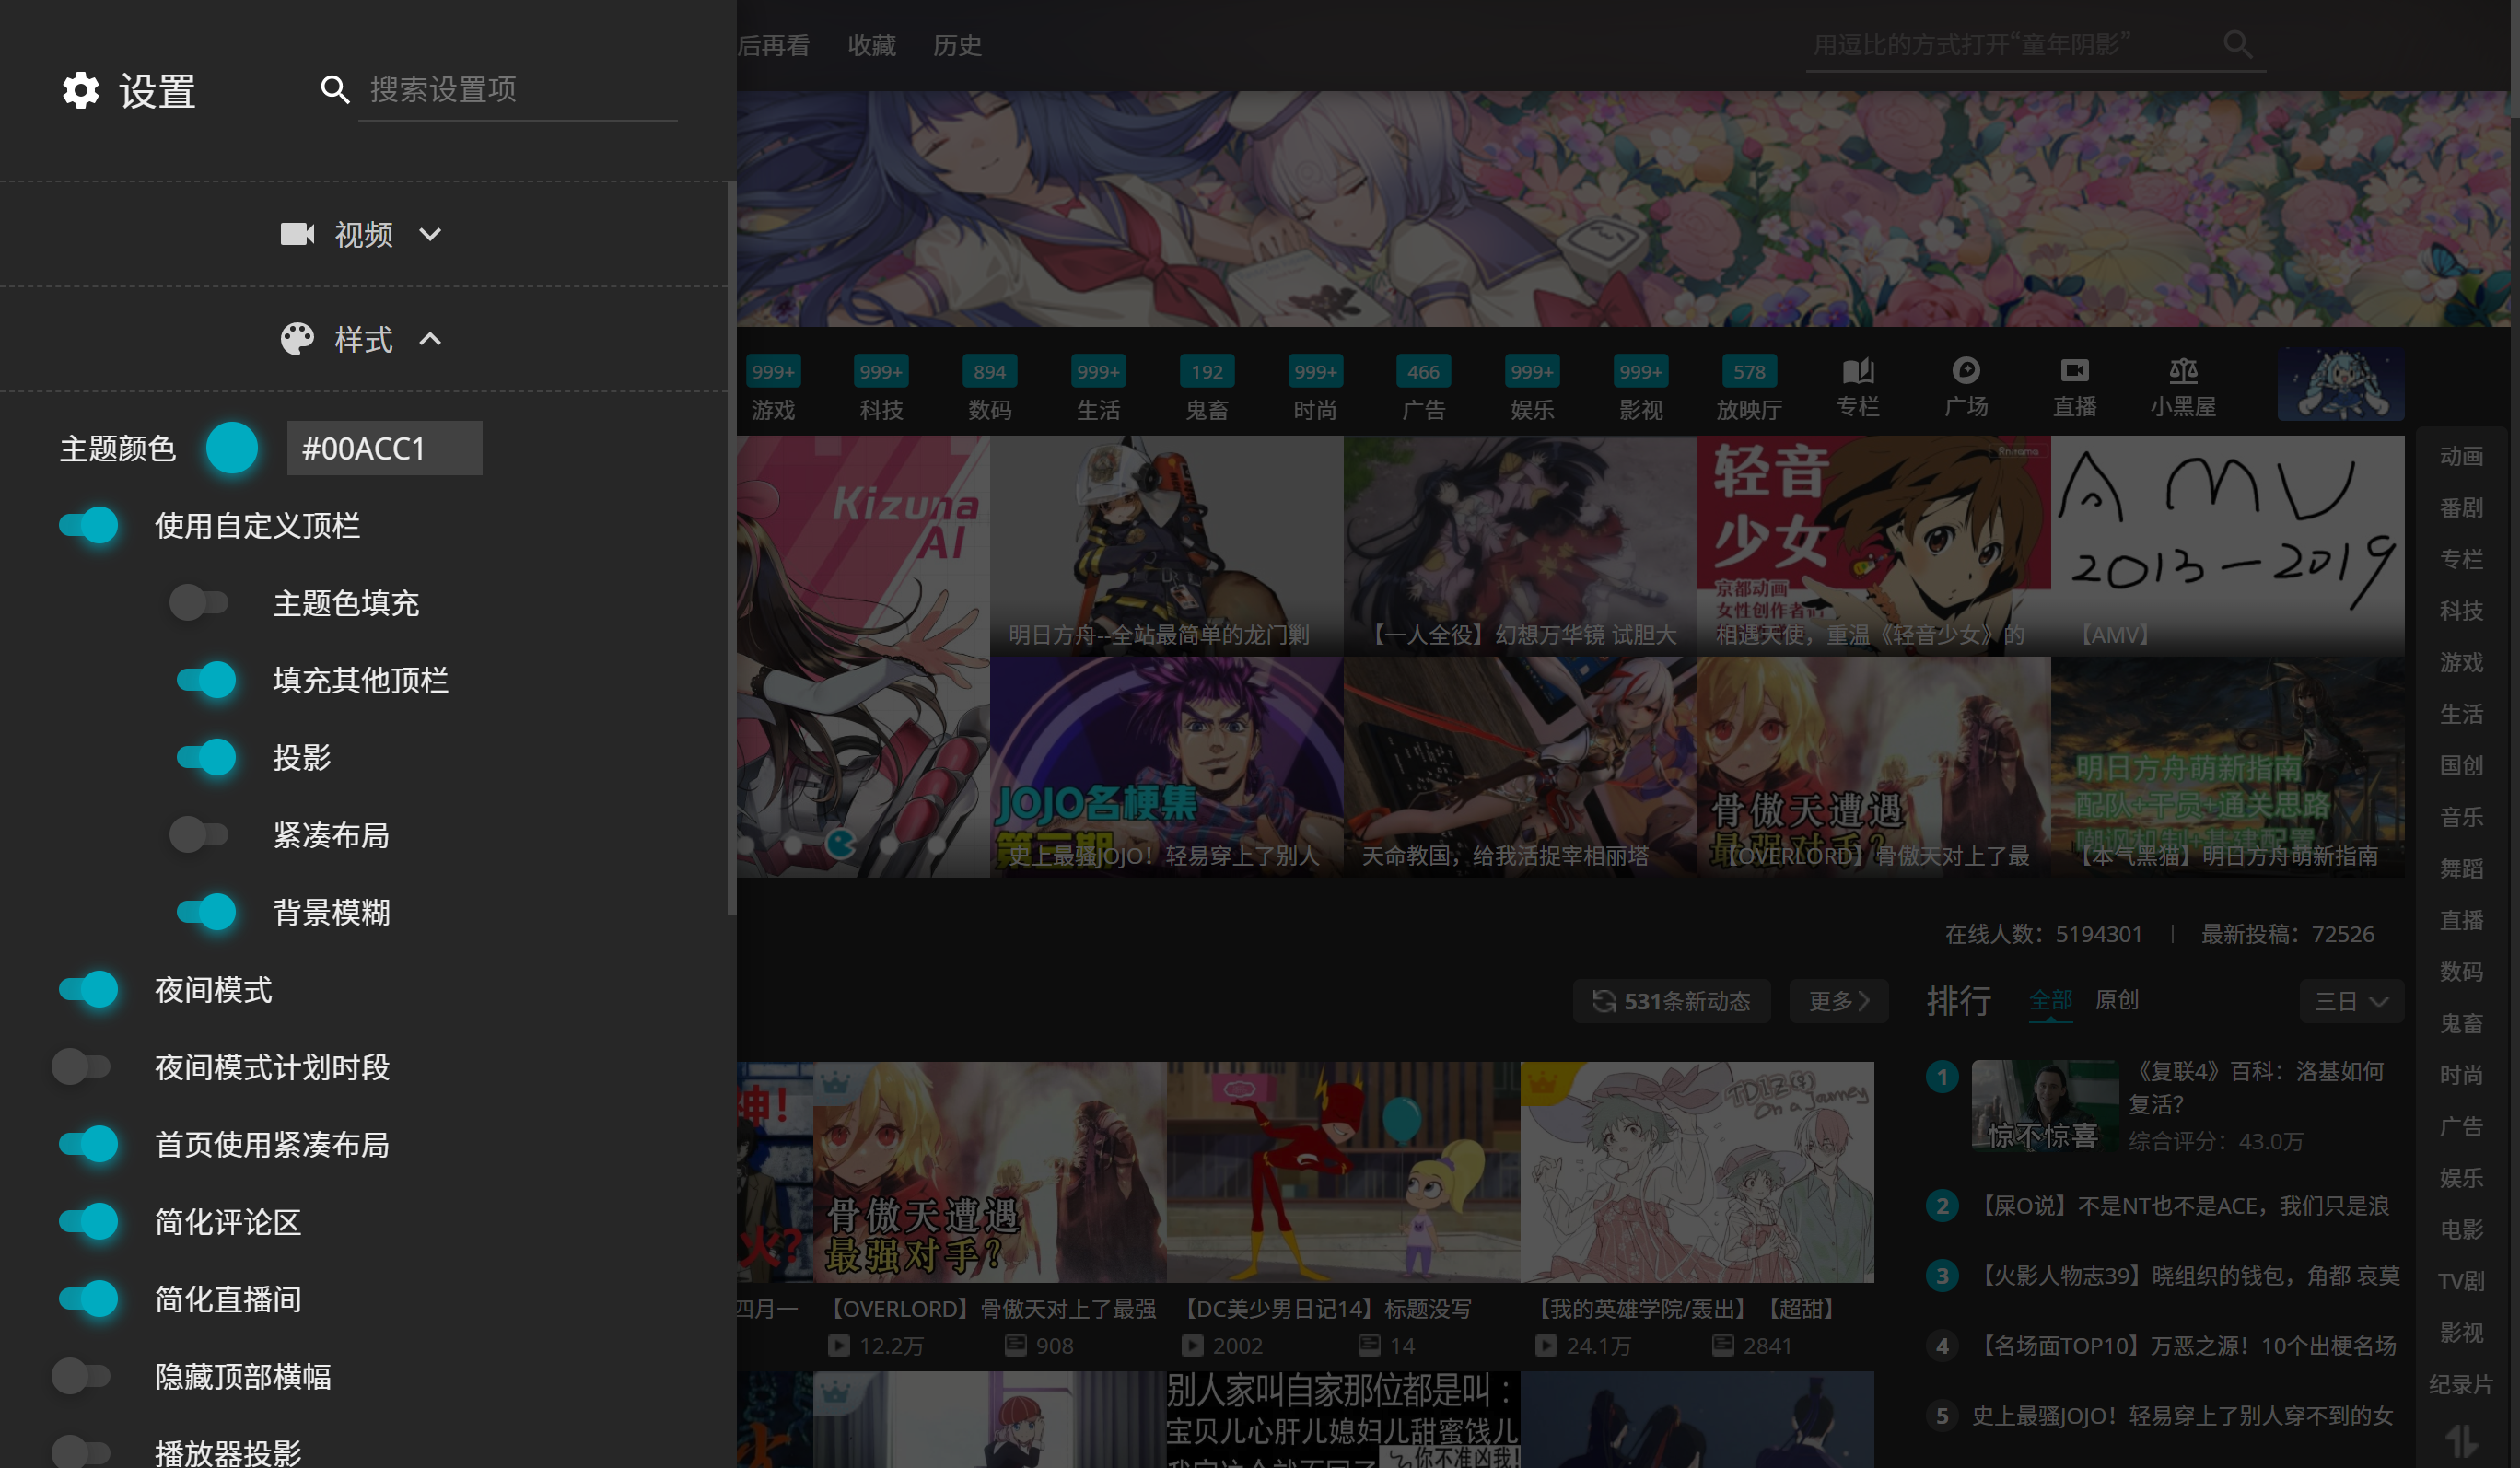 设置
搜索设置项
视频
样式
主题颜色
#00ACC1
使用自定义顶栏
主题色填充
填充其他顶栏
投影
紧凑布局
背景模糊
夜间模式
夜间模式计划时段
首页使用紧凑布局
简化评论区
简化直播间
隐藏顶部横幅
播放器投影
后再看 收藏 历史
用逗比的方式打开“童年阴影”
999+ 999+ 894 999+ 192 999+ 466 999+ 999+ 578
游戏 科技 数码 生活 鬼畜 时尚 广告 娱乐 影视 放映厅 专栏 广场 直播 小黑屋
Kizuna
AI
明日方舟--全站最简单的龙门剿
【一人全役】幻想万华镜 试胆大
轻音
少女
京都动画
女性创作者
相遇天使，重温《轻音少女》的
AMV
2013—2019
【AMV】
JOJO名梗集
第三期
史上最骚JOJO！轻易穿上了别人
天命教国，给我活捉宰相丽塔
骨傲天遭遇
最强对手？
【OVERLORD】骨傲天对上了最
明日方舟萌新指南
配队+干员+通关思路
嘲讽机制+基建配置
【本气黑猫】明日方舟萌新指南
在线人数：5194301 | 最新投稿：72526
531条新动态
更多
神！
火？
四月一
骨傲天遭遇
最强对手？
【OVERLORD】骨傲天对上了最强
12.2万 908
【DC美少男日记14】标题没写
2002 14
On a Journey
【我的英雄学院/轰出】【超甜】
24.1万 2841
别人家叫自家那位都是叫：
宝贝儿心肝儿媳妇儿甜蜜饯儿
你不准凶我！
排行 全部 原创 三日
1
惊不惊喜
《复联4》百科：洛基如何
复活？
综合评分：43.0万
2 【屎O说】不是NT也不是ACE，我们只是浪
3 【火影人物志39】晓组织的钱包，角都 哀莫
4 【名场面TOP10】万恶之源！10个出梗名场
5 史上最骚JOJO！轻易穿上了别人穿不到的女
动画
番剧
专栏
科技
游戏
生活
国创
音乐
舞蹈
直播
数码
鬼畜
时尚
广告
娱乐
电影
TV剧
影视
纪录片